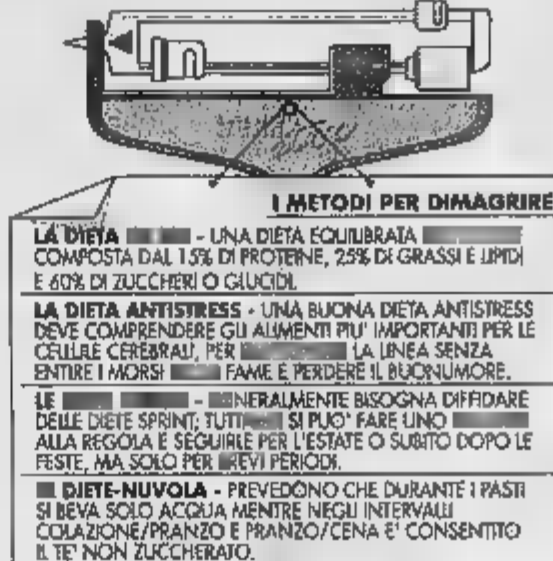 I METODI PER DIMAGRIRE
LA DIETA - UNA DIETA EQUILIBRATA
COMPOSTA DAL 15% DI PROTEINE, 25% DI GRASSI E LIPIDI
E 60% DI ZUCCHERI O GLUCIDI.
LA DIETA ANTISTRESS - UNA BUONA DIETA ANTISTRESS
DEVE COMPRENDERE GLI ALIMENTI PIU' IMPORTANTI PER LE
CELLULE CEREBRALI, PER LA LINEA SENZA
ENTIRE I MORSI FAME E PERDERE IL BUONUMORE.
LE - NERALMENTE BISOGNA DIFFIDARE
DELLE DIETE SPRINT; TUTT SI PUO' FARE UNO
ALLA REGOLA E SEGUIRLE PER L'ESTATE O SUBITO DOPO LE
FESTE, MA SOLO PER REVI PERIODI.
DIETE-NUVOLA - PREVEDONO CHE DURANTE I PASTI
SI BEVA SOLO ACQUA MENTRE NEGLI INTERVALLI
COLAZIONE/PRANZO E PRANZO/CENA E' CONSENTITO
IL TE' NON ZUCCHERATO.